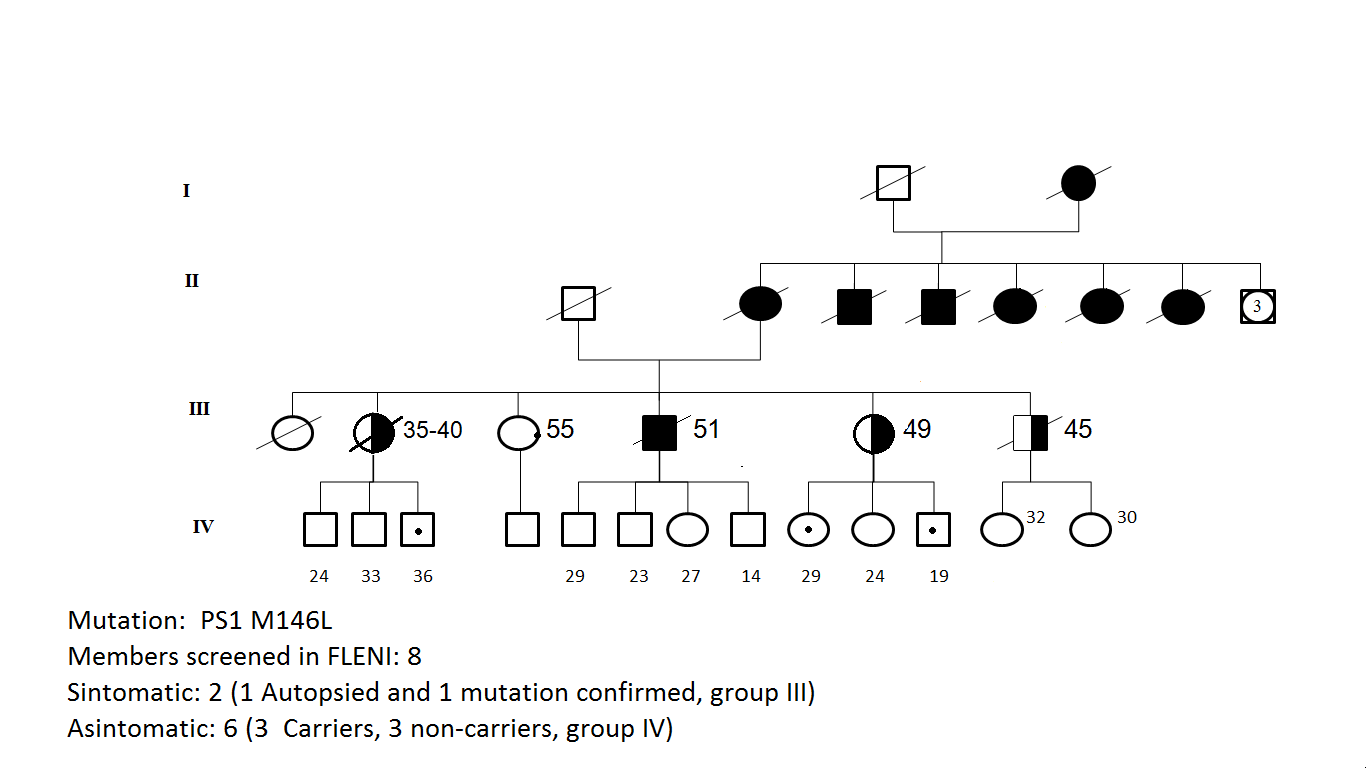 I
II
3
III
35-40
55
51
49
45
IV
32
30
24
33
36
29
23
27
14
29
24
19
Mutation: PS1 M146L
Members screened in FLENI: 8
Sintomatic: 2 (1 Autopsied and 1 mutation confirmed, group III)
Asintomatic: 6 (3 Carriers, 3 non-carriers, group IV)